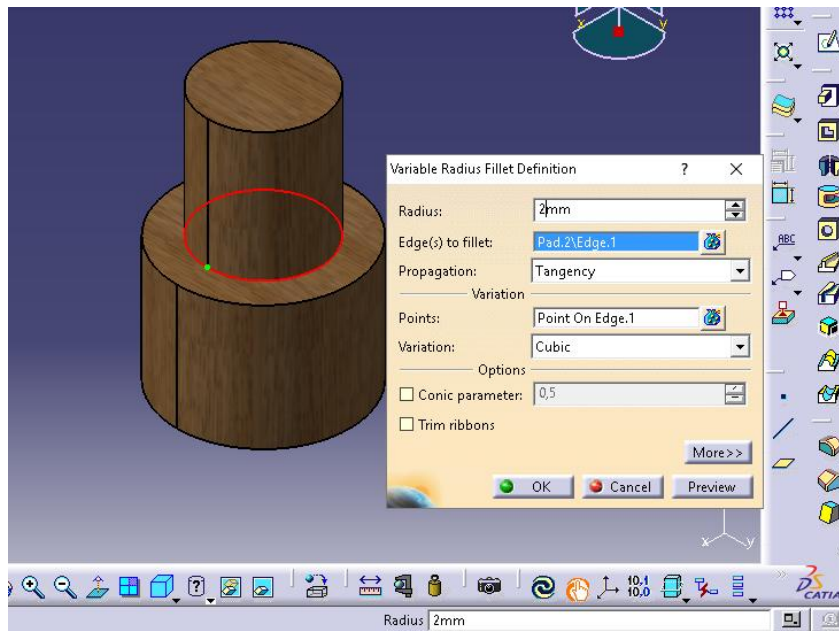 x
y
Variable Radius Fillet Definition ? ×
Radius: 2mm
Edge(s) to fillet: Pad.2\Edge.1
Propagation: Tangency
Variation
Points: Point On Edge.1
Variation: Cubic
Options
Conic parameter: 0,5
Trim ribbons
More>>
OK Cancel Preview
ABC
x y
?
10,1
10,0
DS
CATIA
Radius 2mm